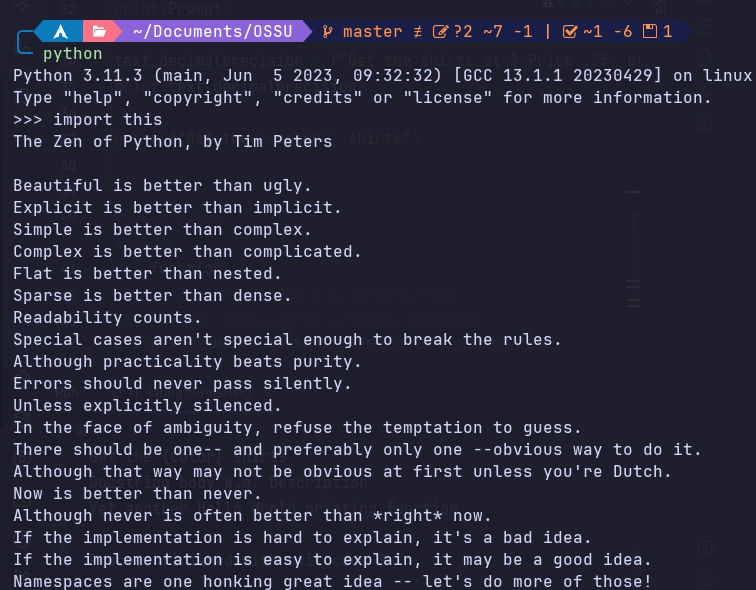 32 print(Prompt)
~/Documents/OSSU master ≢ ?2 ~7 -1 | ~1 -6 1
python
Python 3.11.3 (main, Jun  5 2023, 09:32:32) [GCC 13.1.1 20230429] on linux
Type "help", "copyright", "credits" or "license" for more information.
>>> import this
The Zen of Python, by Tim Peters
38
Beautiful is better than ugly.
Explicit is better than implicit.
Simple is better than complex.
Complex is better than complicated.
Flat is better than nested.
Sparse is better than dense.
Readability counts.
Special cases aren't special enough to break the rules.
Although practicality beats purity.
Errors should never pass silently.
Unless explicitly silenced.
In the face of ambiguity, refuse the temptation to guess.
There should be one-- and preferably only one --obvious way to do it.
Although that way may not be obvious at first unless you're Dutch.
Docstring body e.g. Description
Now is better than never.
Although never is often better than *right* now.
If the implementation is hard to explain, it's a bad idea.
If the implementation is easy to explain, it may be a good idea.
Namespaces are one honking great idea -- let's do more of those!